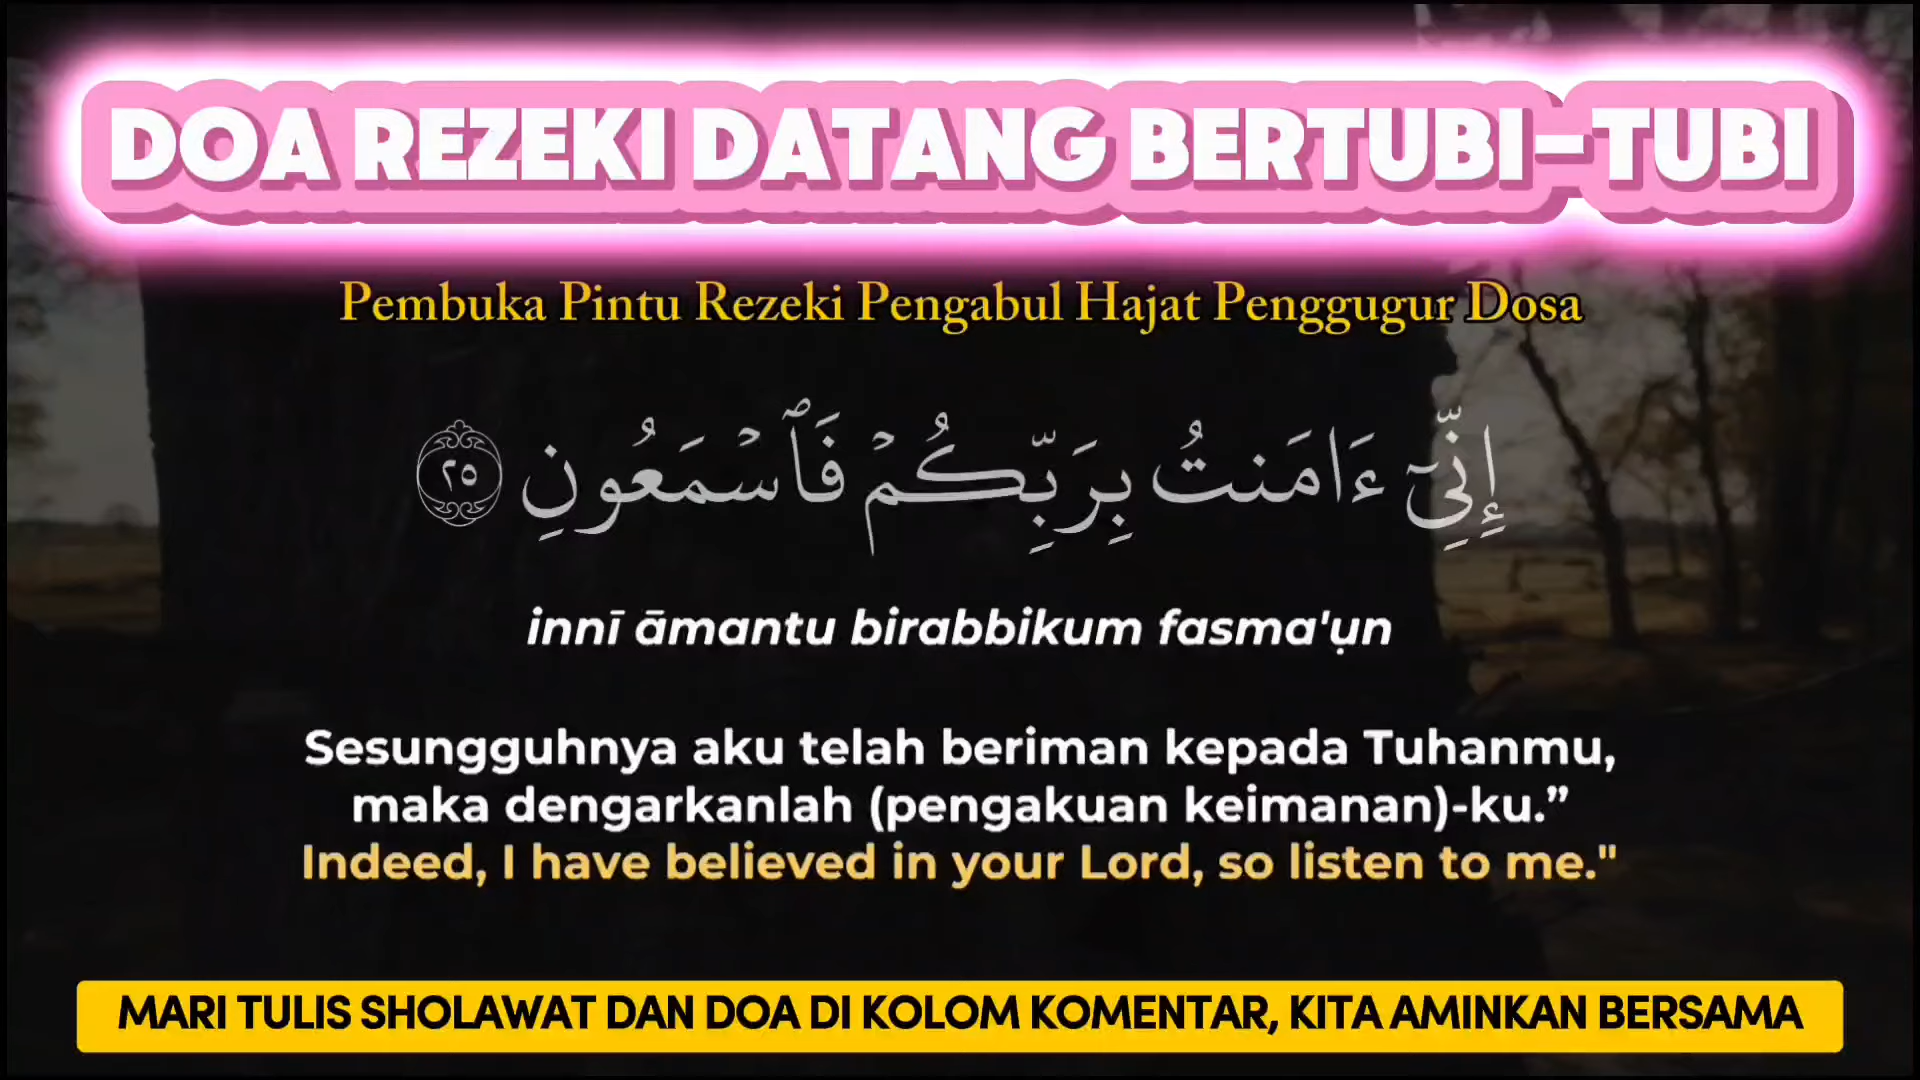 DOA REZEKI DATANG BERTUBI-TUBI
Pembuka Pintu Rezeki Pengabul Hajat Penggugur Dosa
إِنِّىٓ ءَامَنتُ بِرَبِّكُمۡ فَٱسۡمَعُونِ ٢٥
innī āmantu birabbikum fasma'ụn
Sesungguhnya aku telah beriman kepada Tuhanmu,
maka dengarkanlah (pengakuan keimanan)-ku.”
Indeed, I have believed in your Lord, so listen to me."
MARI TULIS SHOLAWAT DAN DOA DI KOLOM KOMENTAR, KITA AMINKAN BERSAMA